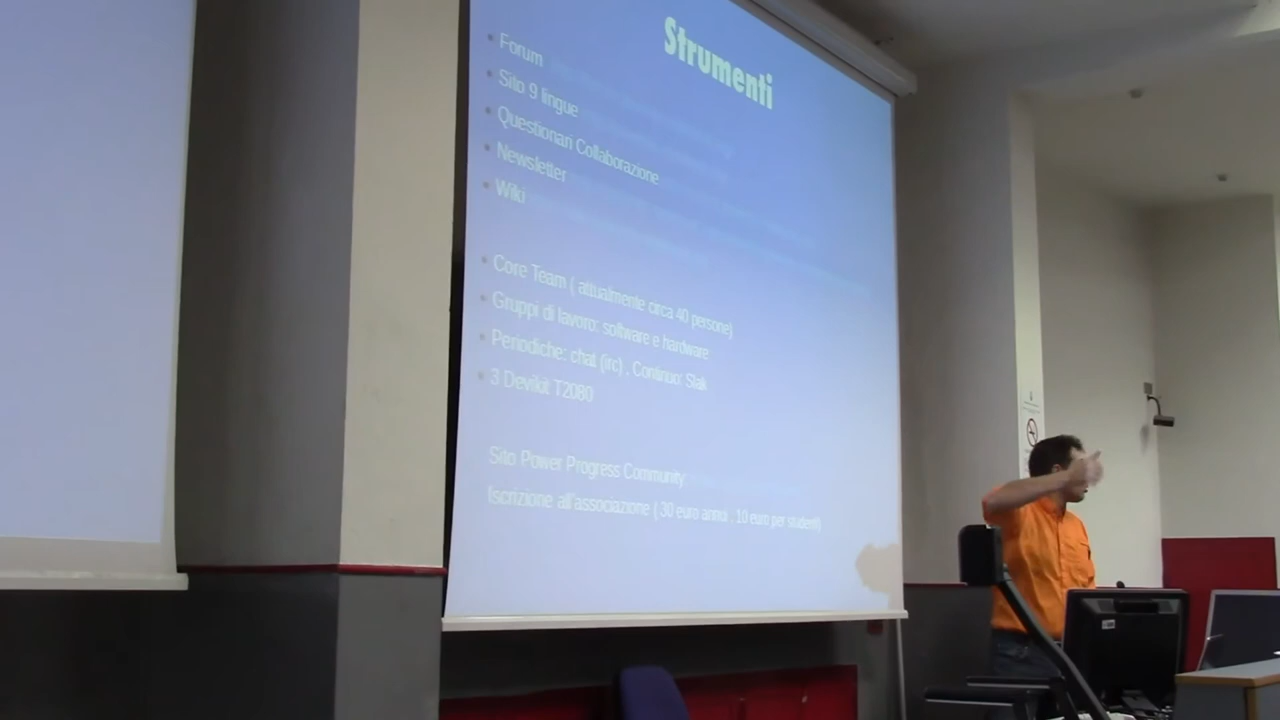 Strumenti
Forum
Sito 9 lingue
Questionari Collaborazione
Newsletter
Wiki
Core Team ( attualmente circa 40 persone)
Gruppi di lavoro: software e hardware
Periodiche: chat (irc) , Continuo: Slak
3 Devikit T2080
Sito Power Progress Community
Iscrizione all'associazione ( 30 euro annui , 10 euro per studenti)